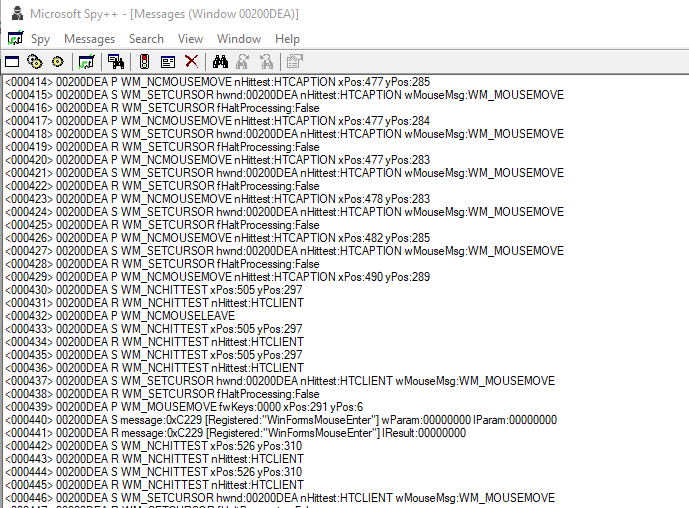 Microsoft Spy++ - [Messages (Window 00200DEA)]
Spy Messages Search View Window Help
<000414> 00200DEA P WM_NCMOUSEMOVE nHittest:HTCAPTION xPos:477 yPos:285
<000415> 00200DEA S WM_SETCURSOR hwnd:00200DEA nHittest:HTCAPTION wMouseMsg:WM_MOUSEMOVE
<000416> 00200DEA R WM_SETCURSOR fHaltProcessing:False
<000417> 00200DEA P WM_NCMOUSEMOVE nHittest:HTCAPTION xPos:477 yPos:284
<000418> 00200DEA S WM_SETCURSOR hwnd:00200DEA nHittest:HTCAPTION wMouseMsg:WM_MOUSEMOVE
<000419> 00200DEA R WM_SETCURSOR fHaltProcessing:False
<000420> 00200DEA P WM_NCMOUSEMOVE nHittest:HTCAPTION xPos:477 yPos:283
<000421> 00200DEA S WM_SETCURSOR hwnd:00200DEA nHittest:HTCAPTION wMouseMsg:WM_MOUSEMOVE
<000422> 00200DEA R WM_SETCURSOR fHaltProcessing:False
<000423> 00200DEA P WM_NCMOUSEMOVE nHittest:HTCAPTION xPos:478 yPos:283
<000424> 00200DEA S WM_SETCURSOR hwnd:00200DEA nHittest:HTCAPTION wMouseMsg:WM_MOUSEMOVE
<000425> 00200DEA R WM_SETCURSOR fHaltProcessing:False
<000426> 00200DEA P WM_NCMOUSEMOVE nHittest:HTCAPTION xPos:482 yPos:285
<000427> 00200DEA S WM_SETCURSOR hwnd:00200DEA nHittest:HTCAPTION wMouseMsg:WM_MOUSEMOVE
<000428> 00200DEA R WM_SETCURSOR fHaltProcessing:False
<000429> 00200DEA P WM_NCMOUSEMOVE nHittest:HTCAPTION xPos:490 yPos:289
<000430> 00200DEA S WM_NCHITTEST xPos:505 yPos:297
<000431> 00200DEA R WM_NCHITTEST nHittest:HTCLIENT
<000432> 00200DEA P WM_NCMOUSELEAVE
<000433> 00200DEA S WM_NCHITTEST xPos:505 yPos:297
<000434> 00200DEA R WM_NCHITTEST nHittest:HTCLIENT
<000435> 00200DEA S WM_NCHITTEST xPos:505 yPos:297
<000436> 00200DEA R WM_NCHITTEST nHittest:HTCLIENT
<000437> 00200DEA S WM_SETCURSOR hwnd:00200DEA nHittest:HTCLIENT wMouseMsg:WM_MOUSEMOVE
<000438> 00200DEA R WM_SETCURSOR fHaltProcessing:False
<000439> 00200DEA P WM_MOUSEMOVE fwKeys:0000 xPos:291 yPos:6
<000440> 00200DEA S message:0xC229 [Registered:"WinFormsMouseEnter"] wParam:00000000 lParam:00000000
<000441> 00200DEA R message:0xC229 [Registered:"WinFormsMouseEnter"] lResult:00000000
<000442> 00200DEA S WM_NCHITTEST xPos:526 yPos:310
<000443> 00200DEA R WM_NCHITTEST nHittest:HTCLIENT
<000444> 00200DEA S WM_NCHITTEST xPos:526 yPos:310
<000445> 00200DEA R WM_NCHITTEST nHittest:HTCLIENT
<000446> 00200DEA S WM_SETCURSOR hwnd:00200DEA nHittest:HTCLIENT wMouseMsg:WM_MOUSEMOVE